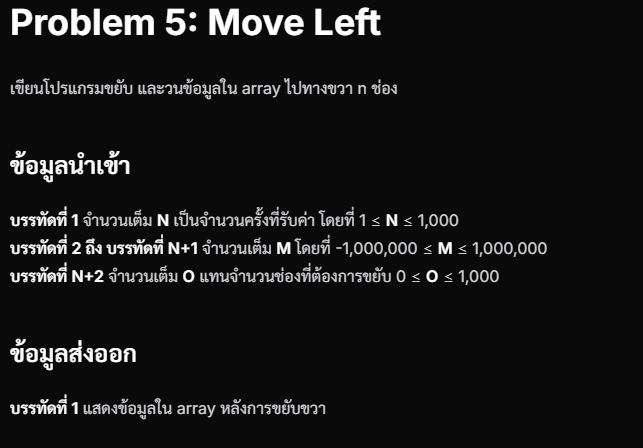 Problem 5: Move Left
เขียนโปรแกรมขยับ และวนข้อมูลใน array ไปทางขวา n ช่อง
ข้อมูลนำเข้า
บรรทัดที่ 1 จำนวนเต็ม N เป็นจำนวนครั้งที่รับค่า โดยที่ 1 ≤ N ≤ 1,000
บรรทัดที่ 2 ถึง บรรทัดที่ N+1 จำนวนเต็ม M โดยที่ -1,000,000 ≤ M ≤ 1,000,000
บรรทัดที่ N+2 จำนวนเต็ม O แทนจำนวนช่องที่ต้องการขยับ 0 ≤ O ≤ 1,000
ข้อมูลส่งออก
บรรทัดที่ 1 แสดงข้อมูลใน array หลังการขยับขวา